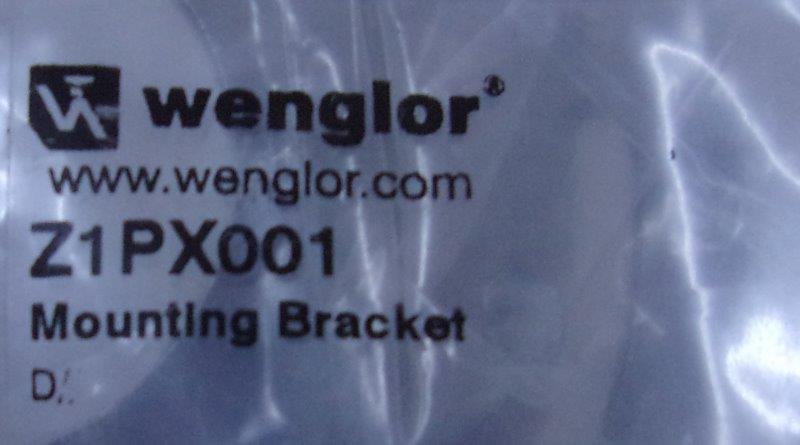 wenglor®
www.wenglor.com
Z1PX001
Mounting Bracket